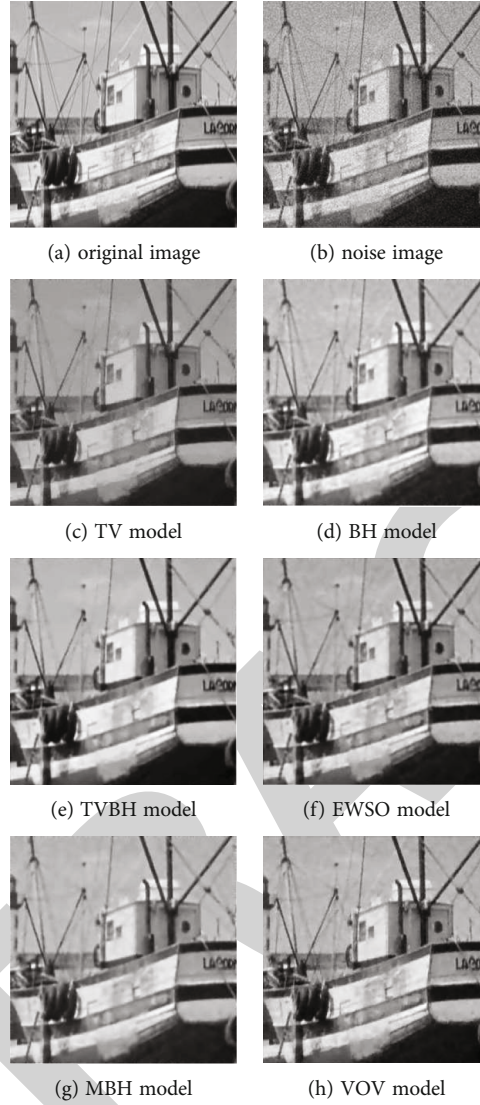 (a) original image
(b) noise image
(c) TV model
(d) BH model
(e) TVBH model
(f) EWSO model
(g) MBH model
(h) VOV model